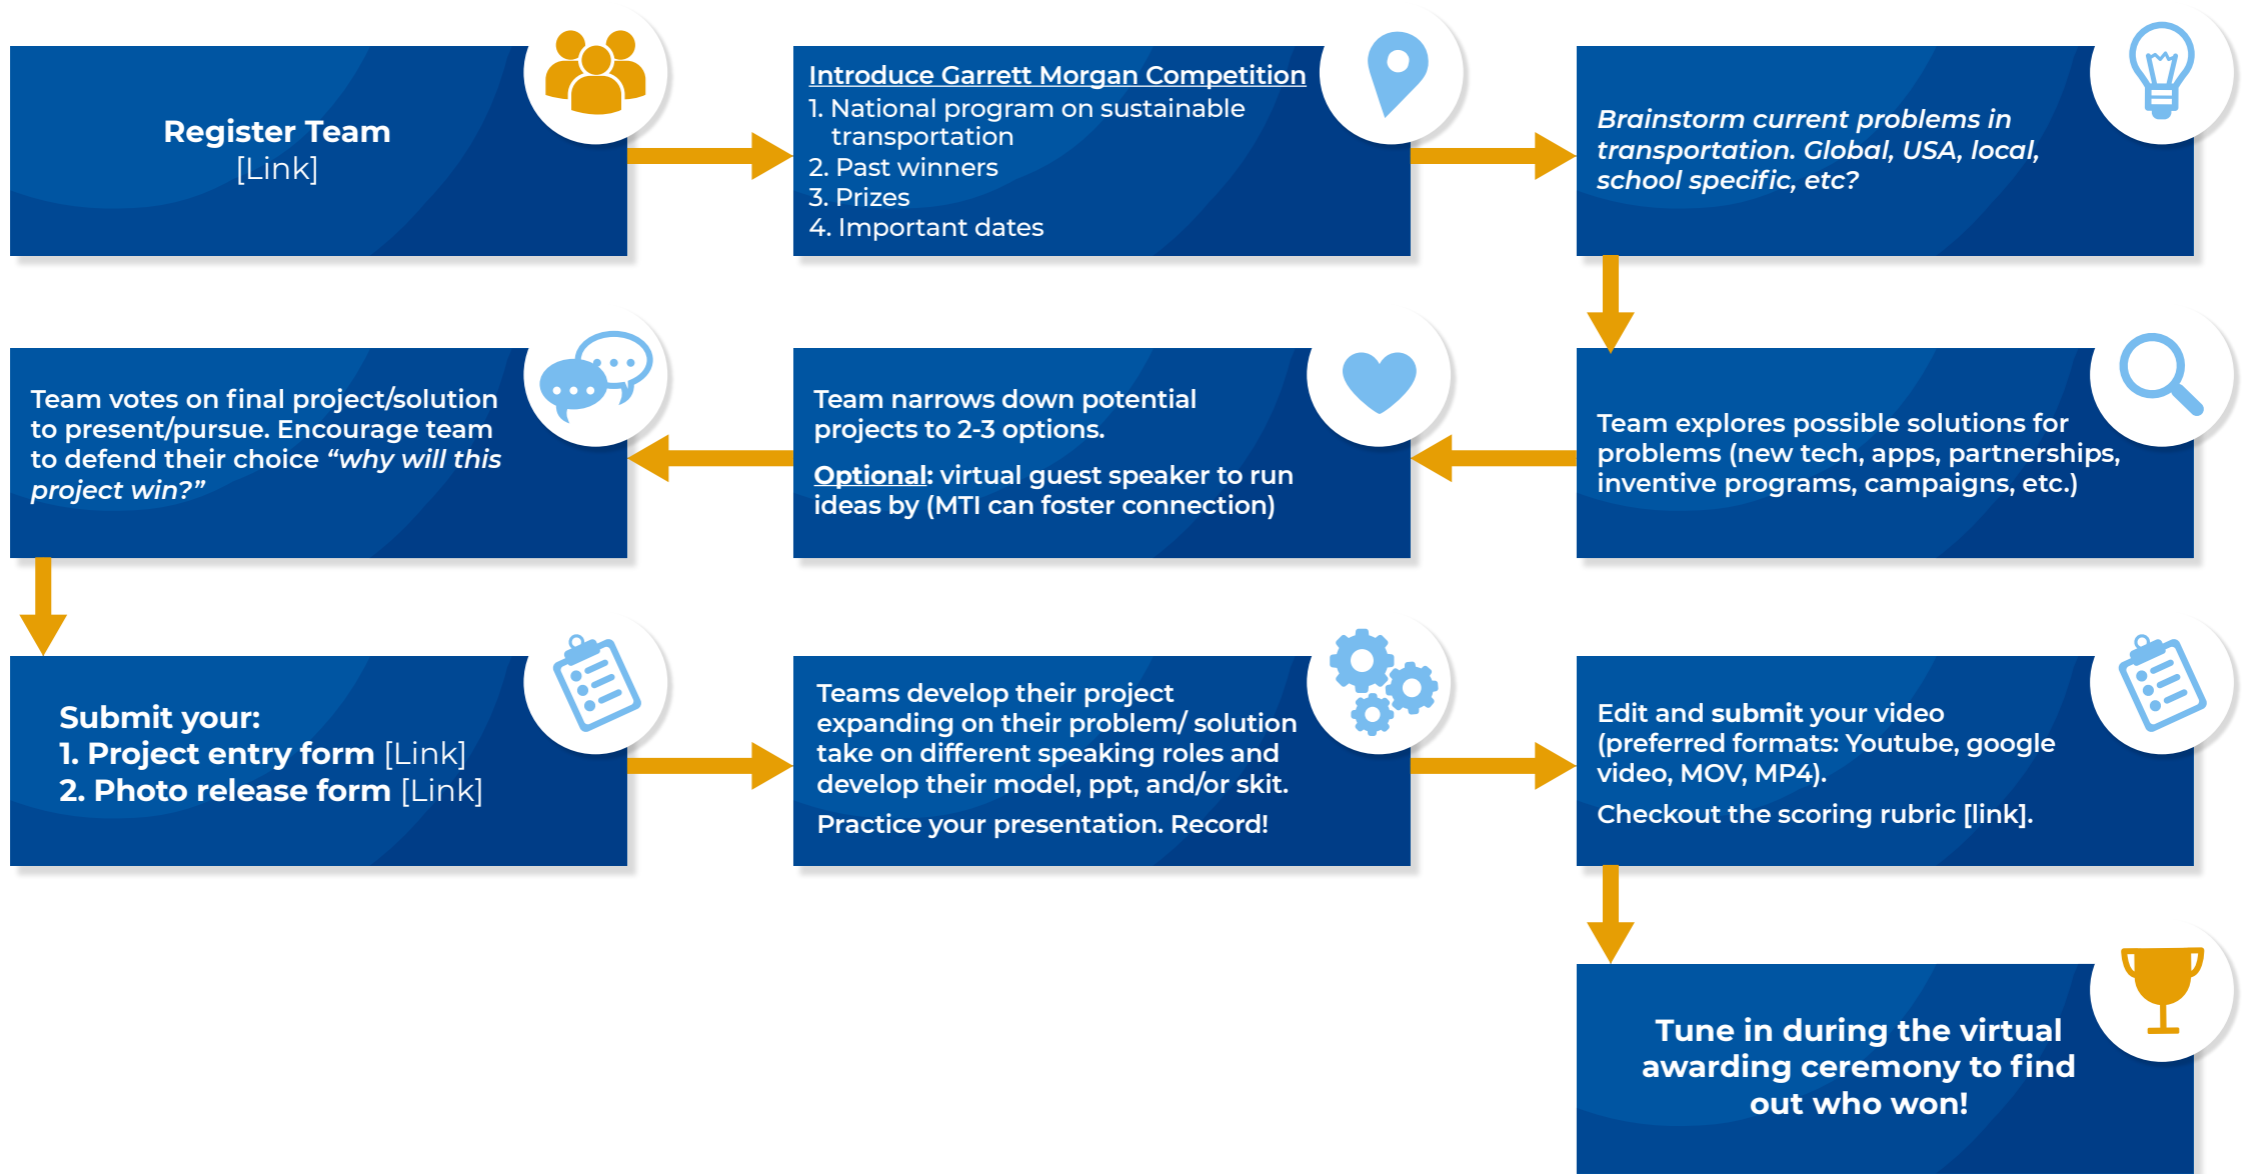 Register Team
[Link]
Introduce Garrett Morgan Competition
1. National program on sustainable
transportation
2. Past winners
3. Prizes
4. Important dates
Brainstorm current problems in
transportation. Global, USA, local,
school specific, etc?
Team explores possible solutions for
problems (new tech, apps, partnerships,
inventive programs, campaigns, etc.)
Team narrows down potential
projects to 2-3 options.
Optional: virtual guest speaker to run
ideas by (MTI can foster connection)
Team votes on final project/solution
to present/pursue. Encourage team
to defend their choice “why will this
project win?”
Submit your:
1. Project entry form [Link]
2. Photo release form [Link]
Teams develop their project
expanding on their problem/ solution
take on different speaking roles and
develop their model, ppt, and/or skit.
Practice your presentation. Record!
Edit and submit your video
(preferred formats: Youtube, google
video, MOV, MP4).
Checkout the scoring rubric [link].
Tune in during the virtual
awarding ceremony to find
out who won!